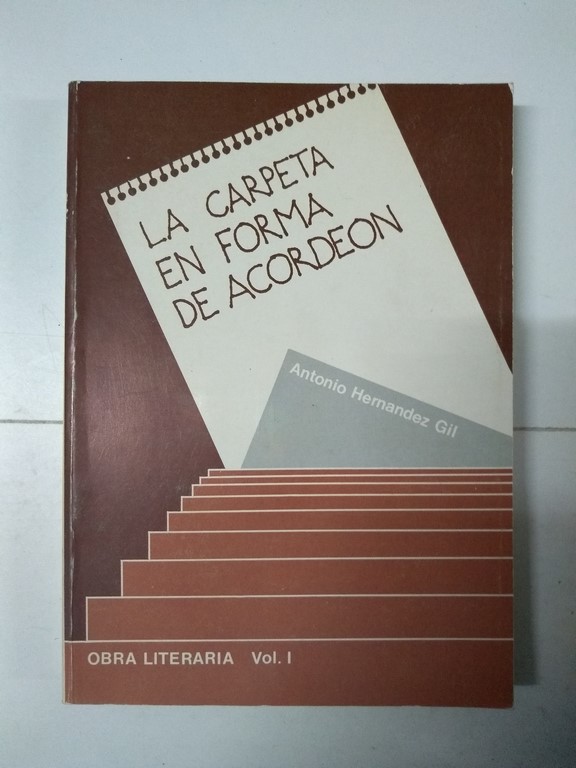 LA CARPETA
EN FORMA
DE ACORDEON
Antonio Hernandez Gil
OBRA LITERARIA Vol. I